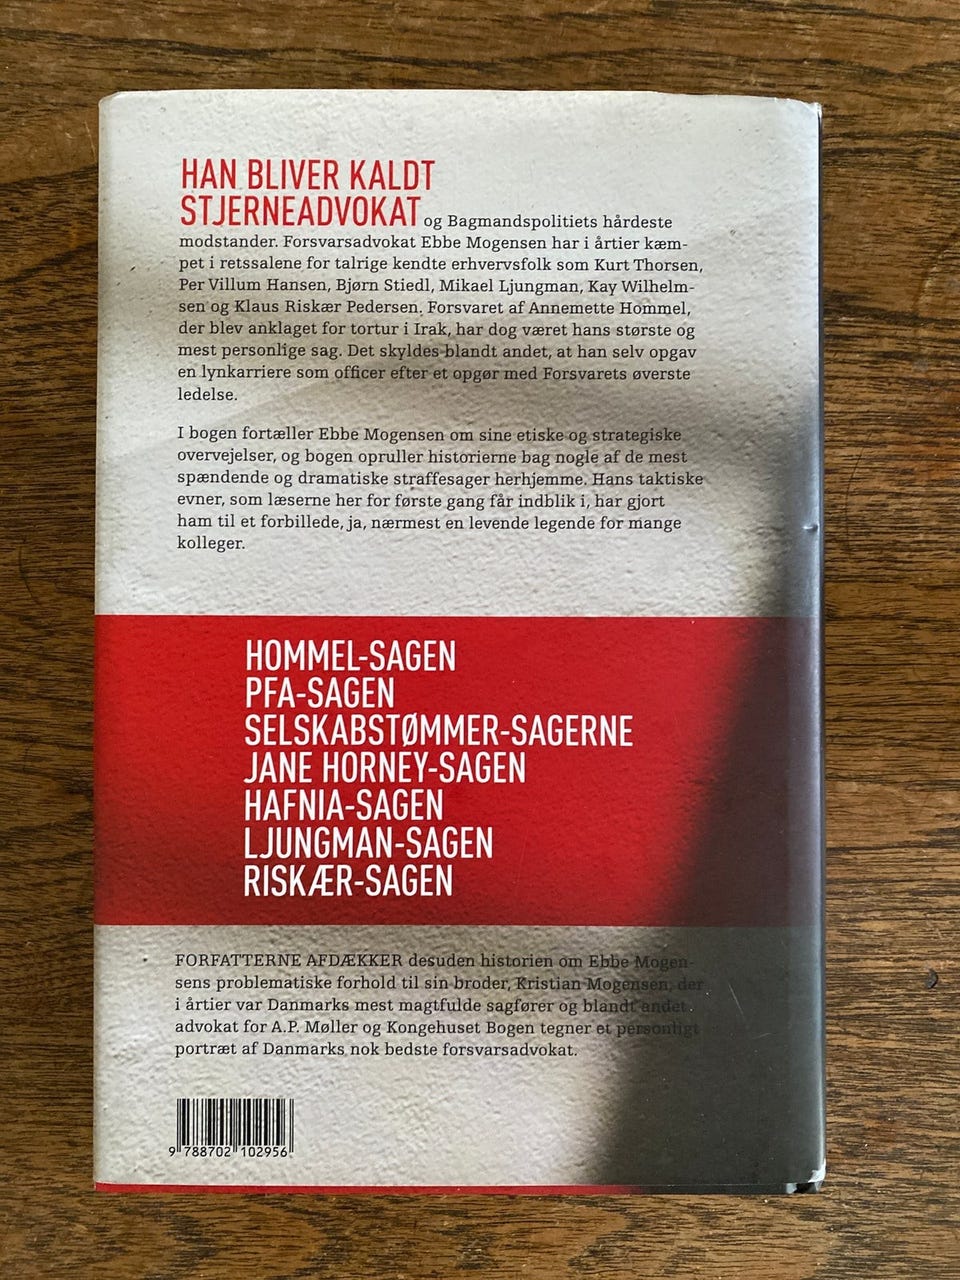 HAN BLIVER KALDT
STJERNEADVOKAT og Bagmandspolitiets hårdeste
modstander. Forsvarsadvokat Ebbe Mogensen har i årtier kæm-
pet i retssalene for talrige kendte erhvervsfolk som Kurt Thorsen,
Per Villum Hansen, Bjørn Stiedl, Mikael Ljungman, Kay Wilhelm-
sen og Klaus Riskær Pedersen. Forsvaret af Annemette Hommel,
der blev anklaget for tortur i Irak, har dog været hans største og
mest personlige sag. Det skyldes blandt andet, at han selv opgav
en lynkarriere som officer efter et opgør med Forsvarets øverste
ledelse.
I bogen fortæller Ebbe Mogensen om sine etiske og strategiske
overvejelser, og bogen opruller historierne bag nogle af de mest
spændende og dramatiske straffesager herhjemme. Hans taktiske
evner, som læserne her for første gang får indblik i, har gjort
ham til et forbillede, ja, nærmest en levende legende for mange
kolleger.
HOMMEL-SAGEN
PFA-SAGEN
SELSKABSTØMMER-SAGERNE
JANE HORNEY-SAGEN
HAFNIA-SAGEN
LJUNGMAN-SAGEN
RISKÆR-SAGEN
FORFATTERNE AFDÆKKER desuden historien om Ebbe Mogen-
sens problematiske forhold til sin broder, Kristian Mogensen, der
i årtier var Danmarks mest magtfulde sagfører og blandt andet
advokat for A.P. Møller og Kongehuset Bogen tegner et personligt
portræt af Danmarks nok bedste forsvarsadvokat.
9 788702 102956